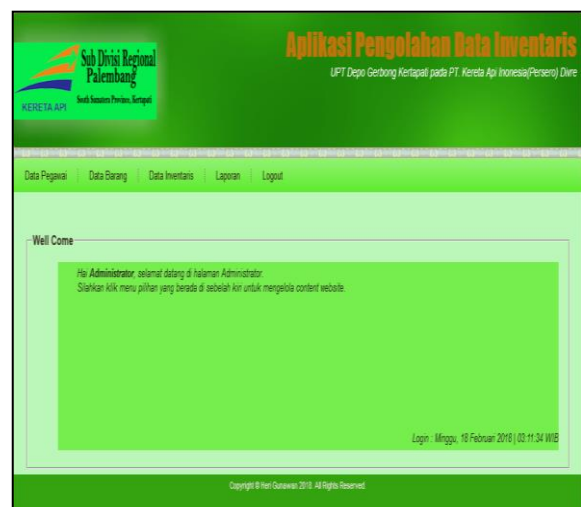 Sub Divisi Regional
Palembang
South Sumatera Province, Kertapati
KERETA API
Aplikasi Pengolahan Data Inventaris
UPT Depo Gerbong Kertapati pada PT. Kereta Api Inonesia(Persero) Divre
Data Pegawai
Data Barang
Data Inventaris
Laporan
Logout
Well Come
Hai Administrator, selamat datang di halaman Administrator.
Silahkan klik menu pilihan yang berada di sebelah kiri untuk mengelola content website.
Login : Minggu, 18 Februari 2018 | 03:11:34 WIB
Copyright © Heri Gunawan 2018. All Rights Reserved.